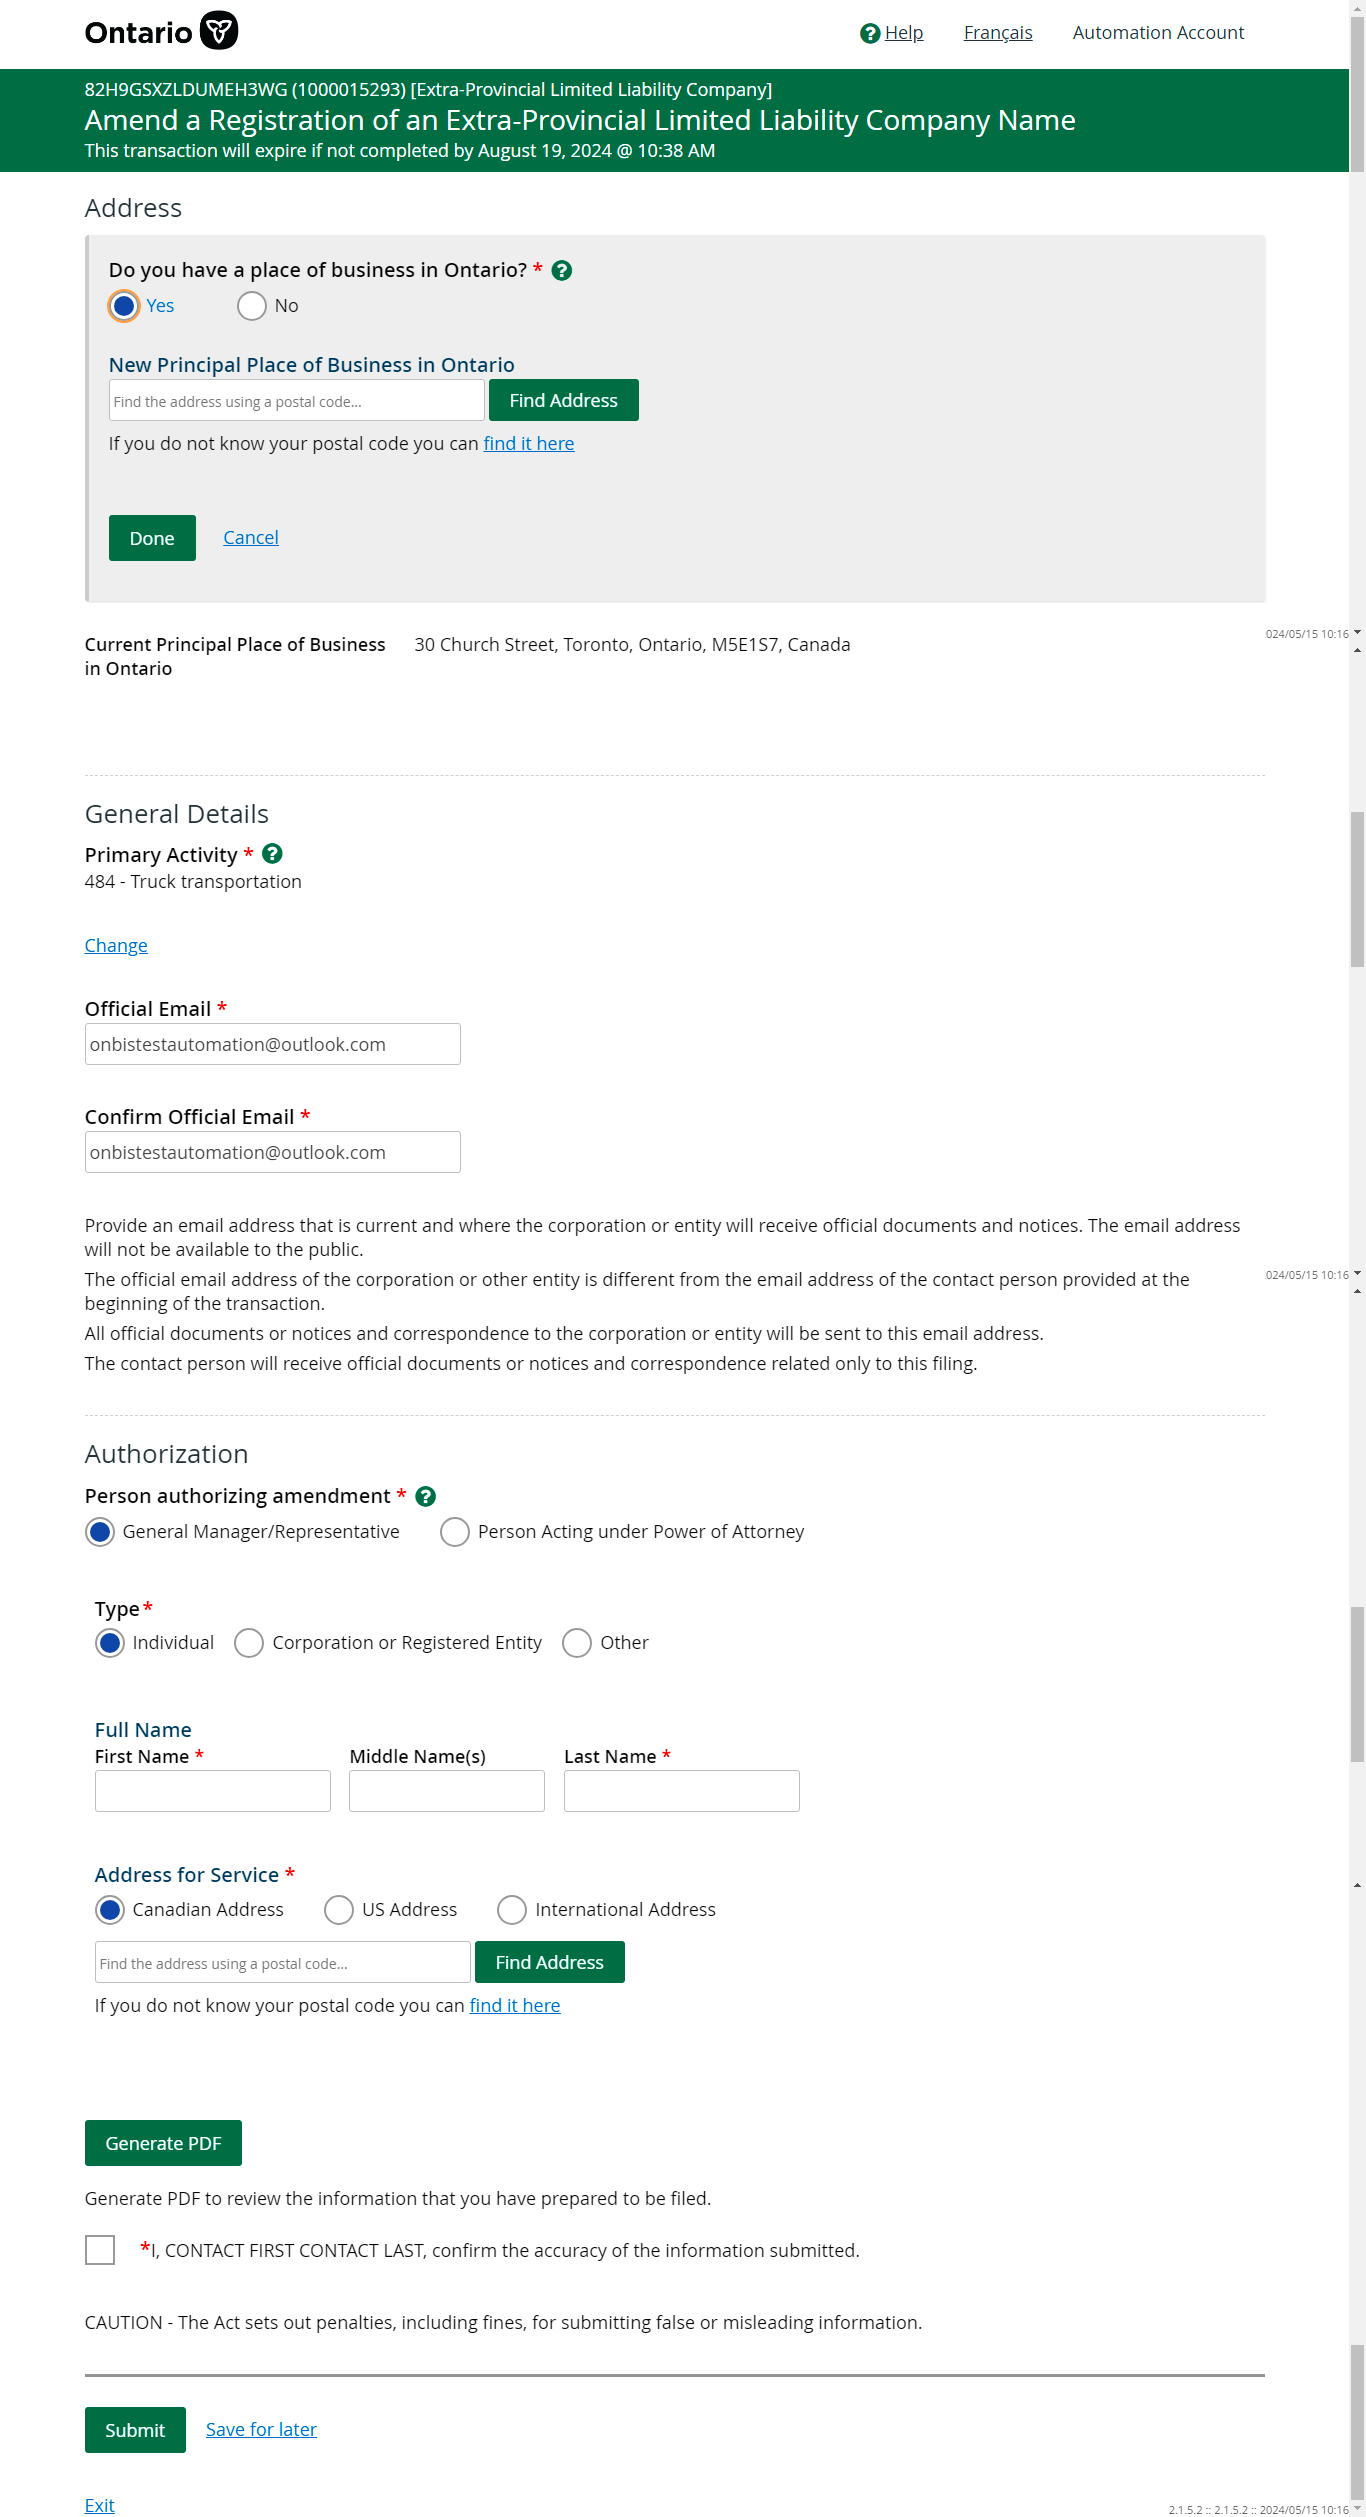 Ontario
Help
Français
Automation Account
82H9GSXZLDUMEH3WG (1000015293) [Extra-Provincial Limited Liability Company]
Amend a Registration of an Extra-Provincial Limited Liability Company Name
This transaction will expire if not completed by August 19, 2024 @ 10:38 AM
Address
Do you have a place of business in Ontario? *
Yes
No
New Principal Place of Business in Ontario
Find the address using a postal code...
Find Address
If you do not know your postal code you can find it here
Done
Cancel
Current Principal Place of Business
in Ontario
30 Church Street, Toronto, Ontario, M5E1S7, Canada
024/05/15 10:16
General Details
Primary Activity *
484 - Truck transportation
Change
Official Email *
onbistestautomation@outlook.com
Confirm Official Email *
onbistestautomation@outlook.com
Provide an email address that is current and where the corporation or entity will receive official documents and notices. The email address
will not be available to the public.
The official email address of the corporation or other entity is different from the email address of the contact person provided at the
beginning of the transaction.
024/05/15 10:16
All official documents or notices and correspondence to the corporation or entity will be sent to this email address.
The contact person will receive official documents or notices and correspondence related only to this filing.
Authorization
Person authorizing amendment *
General Manager/Representative
Person Acting under Power of Attorney
Type*
Individual
Corporation or Registered Entity
Other
Full Name
First Name *
Middle Name(s)
Last Name *
Address for Service *
Canadian Address
US Address
International Address
Find the address using a postal code...
Find Address
If you do not know your postal code you can find it here
Generate PDF
Generate PDF to review the information that you have prepared to be filed.
*I, CONTACT FIRST CONTACT LAST, confirm the accuracy of the information submitted.
CAUTION - The Act sets out penalties, including fines, for submitting false or misleading information.
Submit
Save for later
Exit
2.1.5.2 :: 2.1.5.2 :: 2024/05/15 10:16